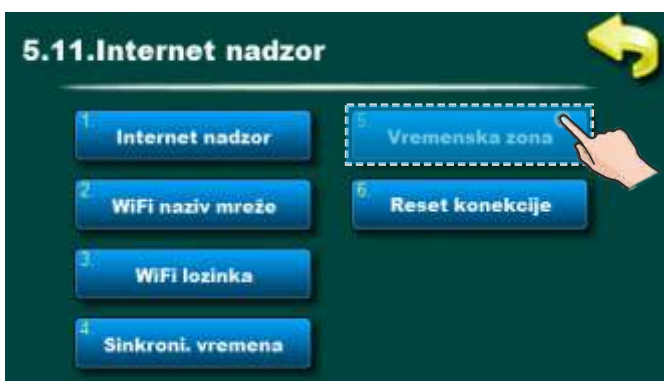 5.11.Internet nadzor
1. Internet nadzor
2. WiFi naziv mreže
3. WiFi lozinka
4. Sinkroni. vremena
5. Vremenska zona
6. Reset konekcije